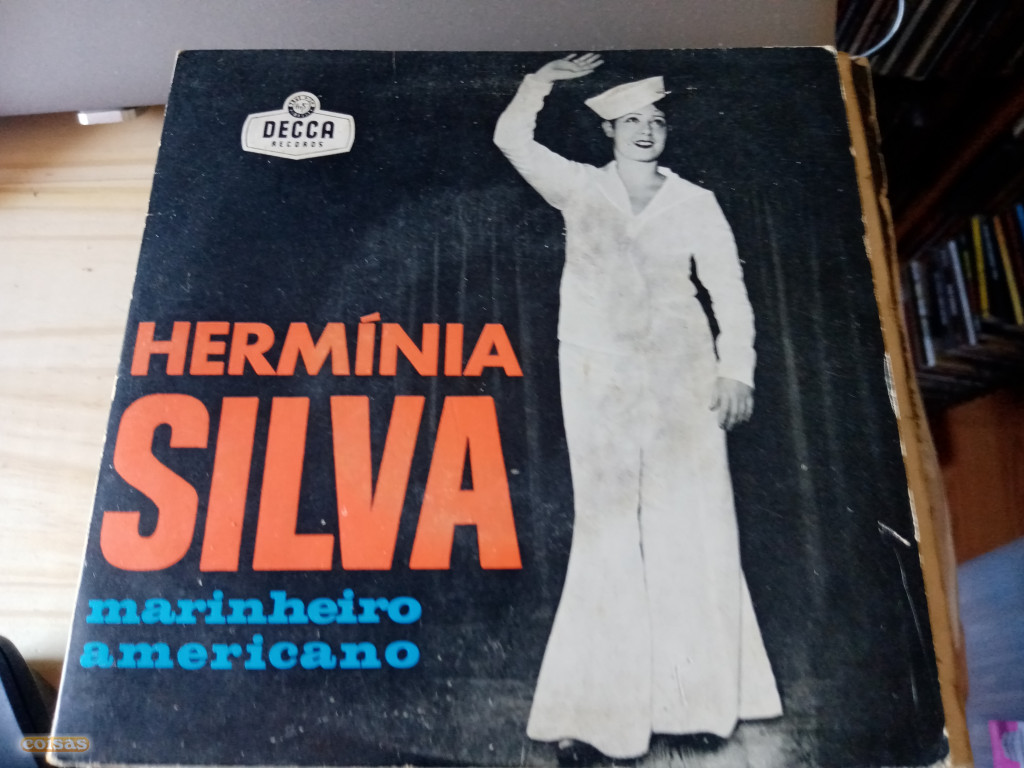 DECCA
RECORDS
HERMÍNIA
SILVA
marinheiro
americano
coisas